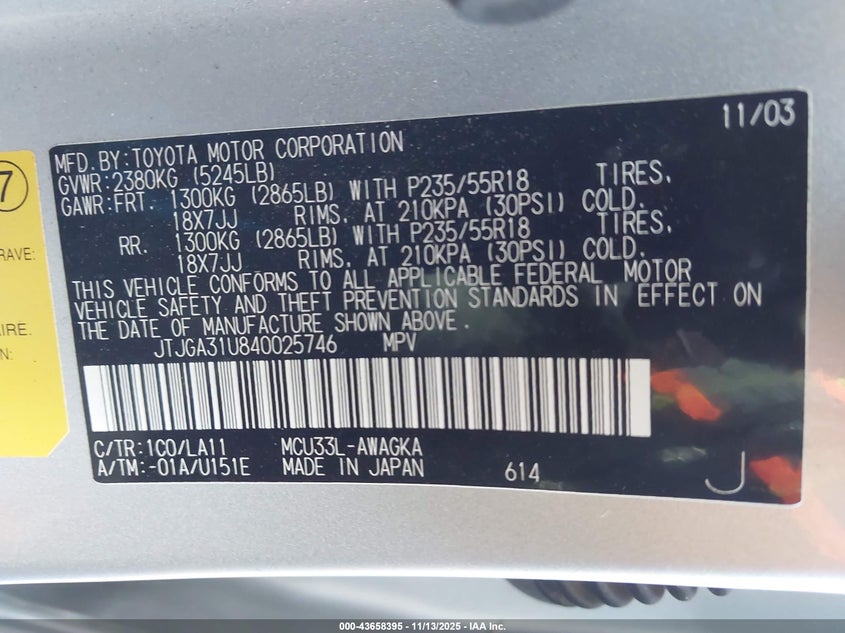 11/03
7
MFD. BY: TOYOTA MOTOR CORPORATION
GVWR: 2380KG (5245LB)
GAWR: FRT. 1300KG (2865LB) WITH P235/55R18 TIRES,
18X7JJ RIMS, AT 210KPA (30PSI) COLD.
RR. 1300KG (2865LB) WITH P235/55R18 TIRES,
18X7JJ RIMS, AT 210KPA (30PSI) COLD.
THIS VEHICLE CONFORMS TO ALL APPLICABLE FEDERAL MOTOR
VEHICLE SAFETY AND THEFT PREVENTION STANDARDS IN EFFECT ON
THE DATE OF MANUFACTURE SHOWN ABOVE.
JTJGA31U840025746 MPV
C/TR: 1C0/LA11 MCU33L-AWAGKA
A/TM: -01A/U151E MADE IN JAPAN 614 J
RAVE:
AIRE.
ON
000-43658395 - 11/13/2025 - IAA Inc.